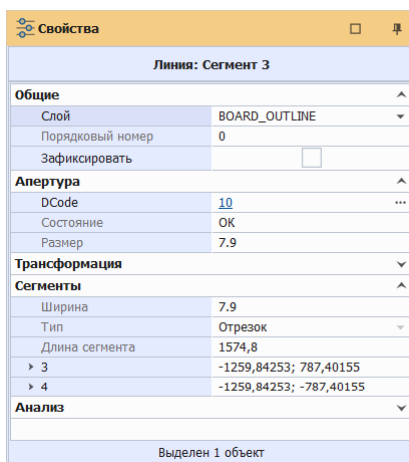 Свойства
Линия: Сегмент 3
Общие
Слой BOARD_OUTLINE
Порядковый номер 0
Зафиксировать
Апертура
DCode 10 ...
Состояние OK
Размер 7.9
Трансформация
Сегменты
Ширина 7.9
Тип Отрезок
Длина сегмента 1574,8
3 -1259,84253; 787,40155
4 -1259,84253; -787,40155
Анализ
Выделен 1 объект